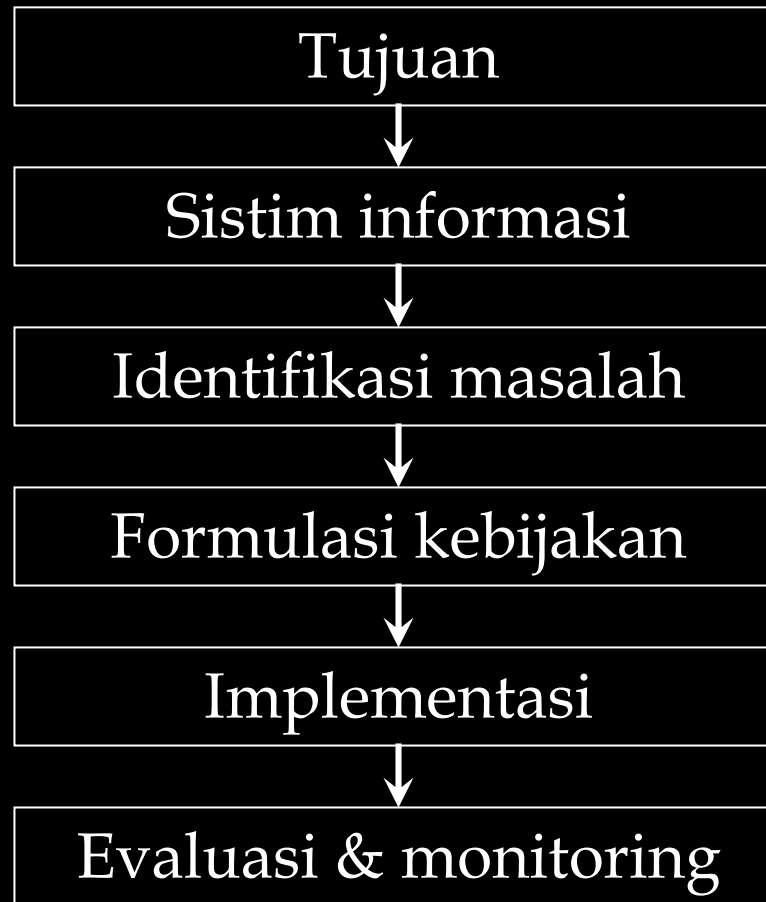 Tujuan
Sistim informasi
Identifikasi masalah
Formulasi kebijakan
Implementasi
Evaluasi & monitoring